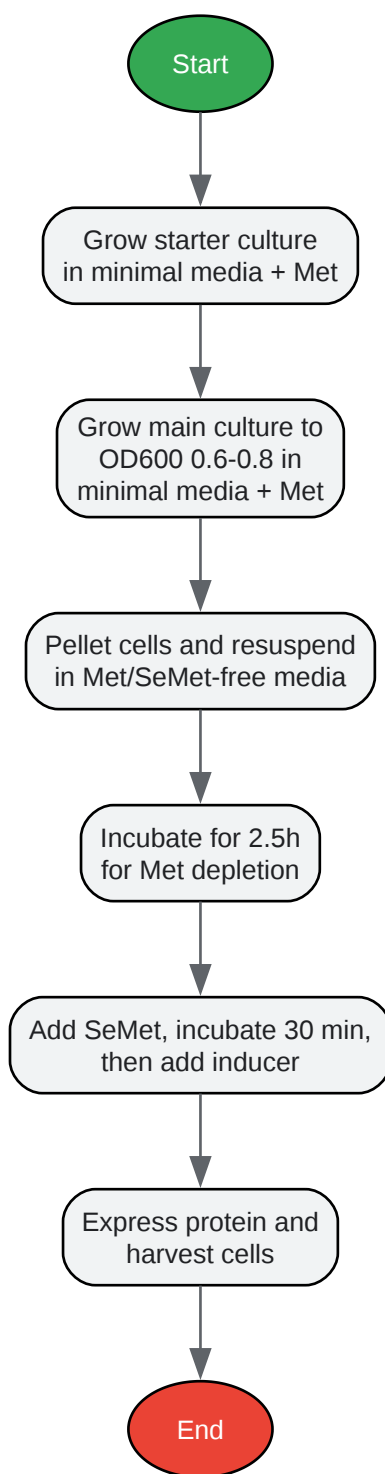 Start
Grow starter culture
in minimal media + Met
Grow main culture to
OD600 0.6-0.8 in
minimal media + Met
Pellet cells and resuspend
in Met/SeMet-free media
Incubate for 2.5h
for Met depletion
Add SeMet, incubate 30 min,
then add inducer
Express protein and
harvest cells
End